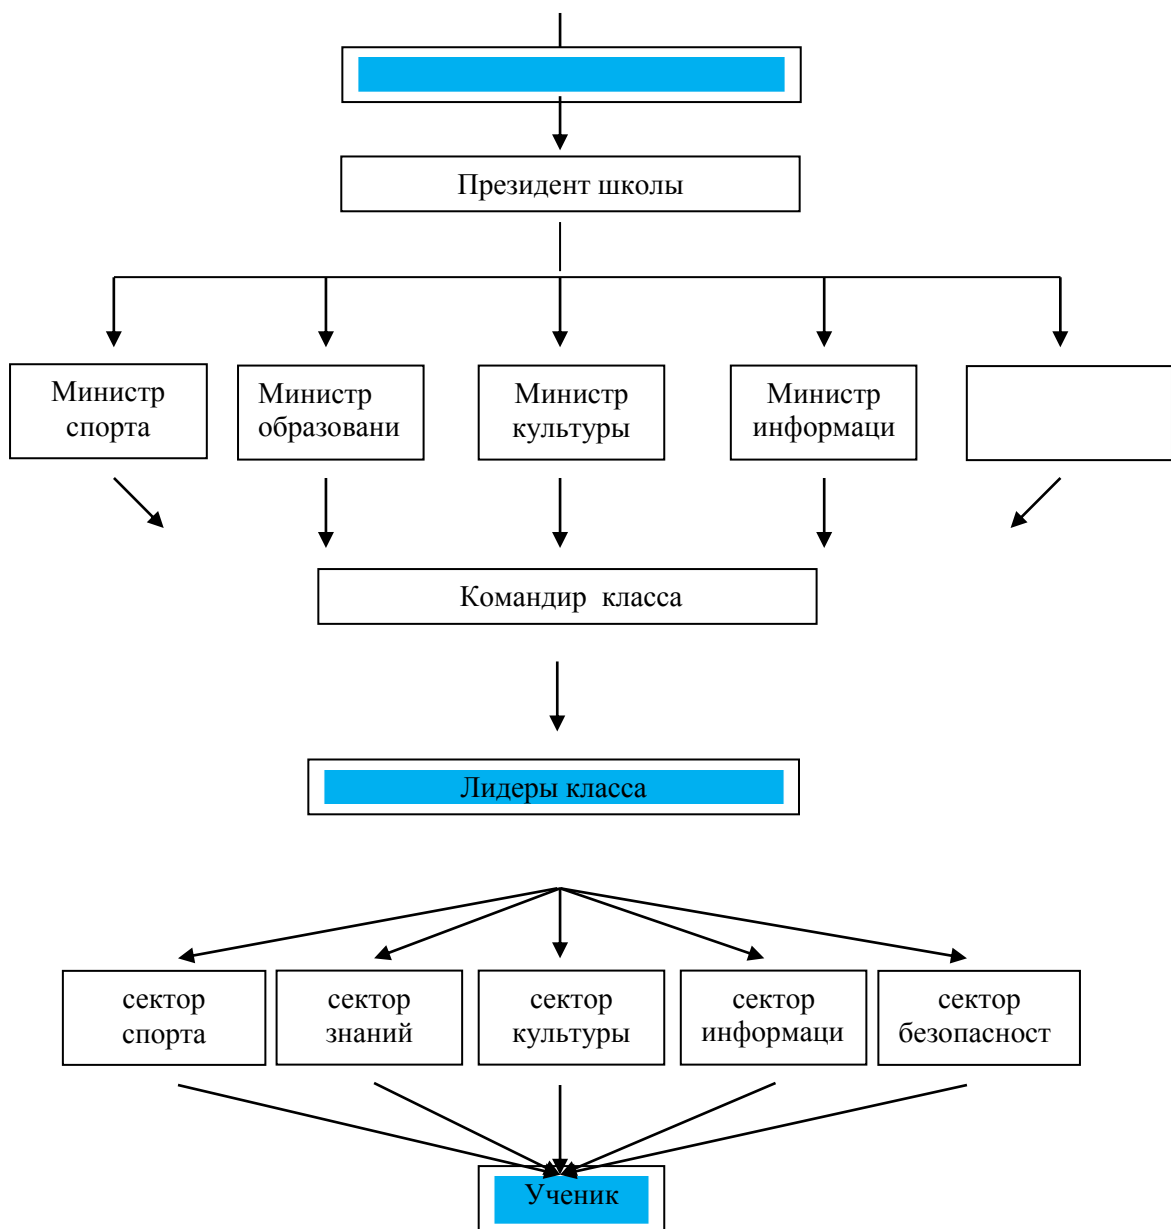 Президент школы
Министр
спорта
Министр
образовани
Министр
культуры
Министр
информаци
Командир класса
Лидеры класса
сектор
спорта
сектор
знаний
сектор
культуры
сектор
информаци
сектор
безопасност
Ученик